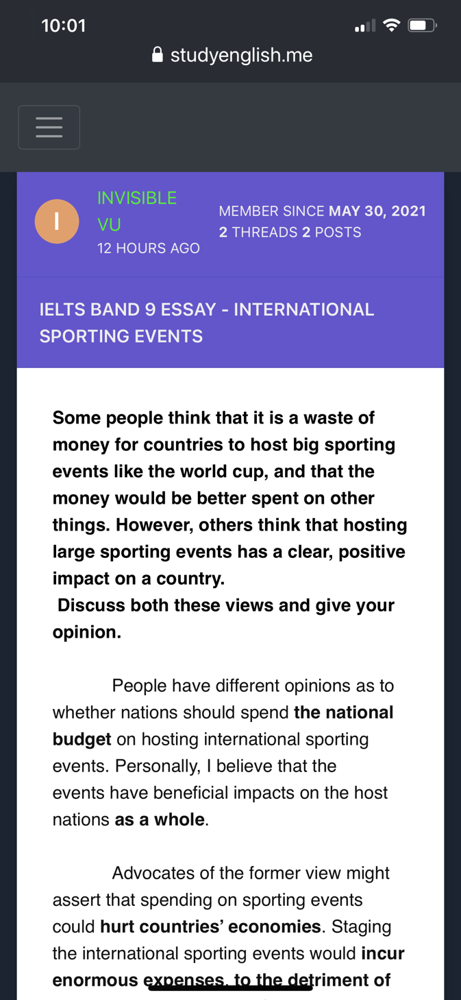 10:01
studyenglish.me
I
INVISIBLE
VU
12 HOURS AGO
MEMBER SINCE MAY 30, 2021
2 THREADS 2 POSTS
IELTS BAND 9 ESSAY - INTERNATIONAL
SPORTING EVENTS
Some people think that it is a waste of
money for countries to host big sporting
events like the world cup, and that the
money would be better spent on other
things. However, others think that hosting
large sporting events has a clear, positive
impact on a country.
Discuss both these views and give your
opinion.
People have different opinions as to
whether nations should spend the national
budget on hosting international sporting
events. Personally, I believe that the
events have beneficial impacts on the host
nations as a whole.
Advocates of the former view might
assert that spending on sporting events
could hurt countries’ economies. Staging
the international sporting events would incur
enormous expenses, to the detriment of